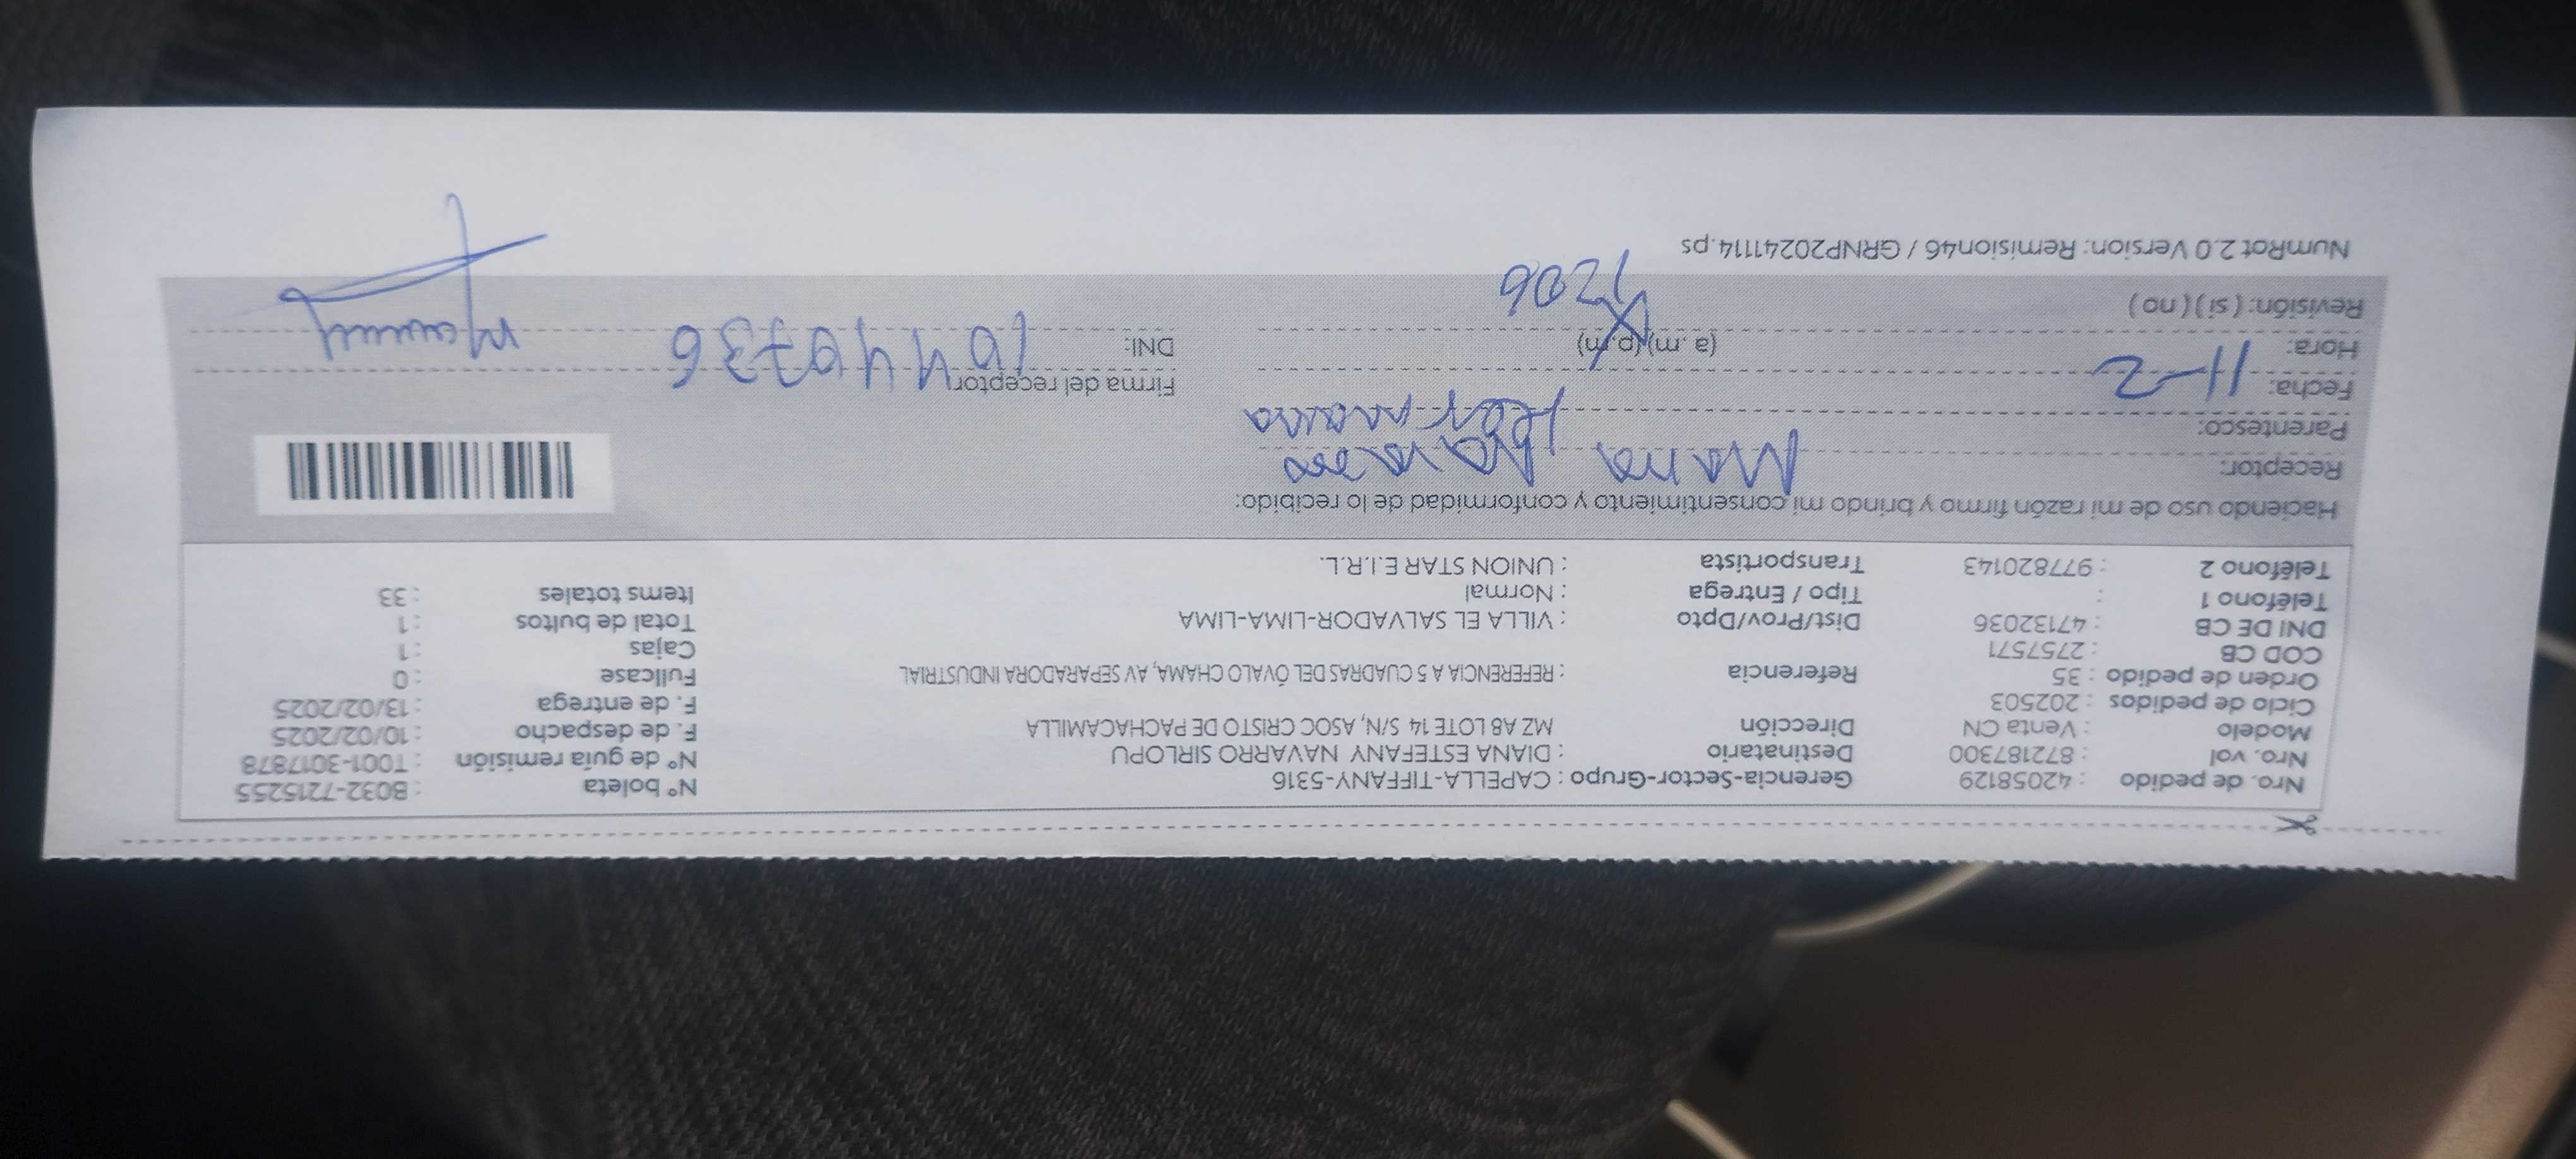 Nro. de pedido : 42058129 Gerencia-Sector-Grupo : CAPELLA-TIFFANY-5316 N° boleta : B032-7215255
Nro. vol : 872187300 Destinatario : DIANA ESTEFANY NAVARRO SIRLOPU N° de guía remisión : T001-3017878
Modelo : Venta CN Dirección MZ A8 LOTE 14 S/N, ASOC CRISTO DE PACHACAMILLA F. de despacho : 10/02/2025
Ciclo de pedidos : 202503 F. de entrega : 13/02/2025
Orden de pedido : 35 Referencia : REFERENCIA A 5 CUADRAS DEL ÓVALO CHAMA, AV SEPARADORA INDUSTRIAL Fullcase : 0
COD CB : 2757571 Cajas : 1
DNI DE CB : 47132036 Dist/Prov/Dpto : VILLA EL SALVADOR-LIMA-LIMA Total de bultos : 1
Teléfono 1 : Tipo / Entrega : Normal Items totales : 33
Teléfono 2 : 977820143 Transportista : UNION STAR E.I.R.L.
Haciendo uso de mi razón firmo y brindo mi consentimiento y conformidad de lo recibido:
Receptor: Maria Navarro
Parentesco: Hermana
Fecha: 11-2 Firma del receptor
Hora: (a .m) (p.m) DNI: 10440736
1206
Revisión: ( si ) ( no )
NumRot 2.0 Version: Remision46 / GRNP20241114.ps